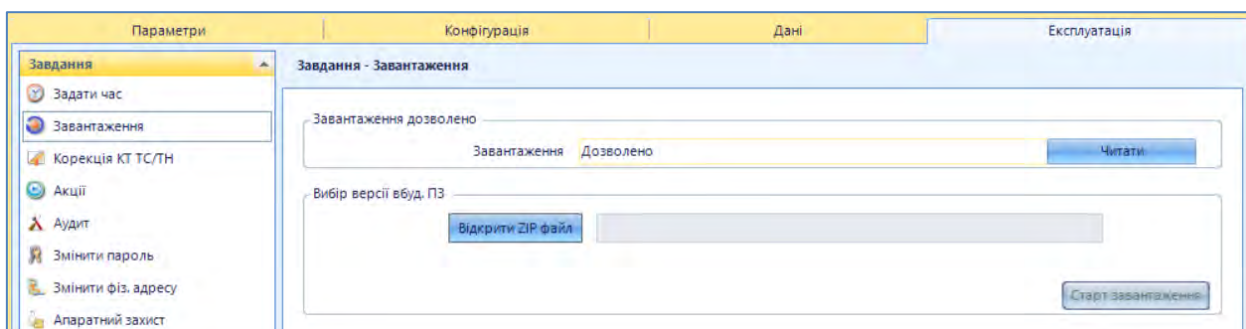 Параметри Конфігурація Дані Експлуатація
Завдання
Завдання - Завантаження
Задати час
Завантаження
Корекція КТ ТС/ТН
Акції
Аудит
Змінити пароль
Змінити фіз. адресу
Апаратний захист
Завантаження дозволено
Завантаження Дозволено Читати
Вибір версії вбуд. ПЗ
Відкрити ZIP файл
Старт завантаження